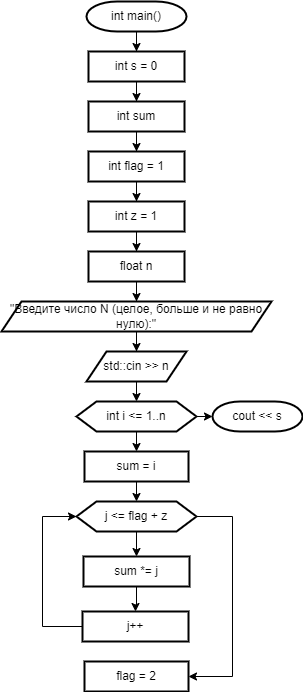 int main()
int s = 0
int sum
int flag = 1
int z = 1
float n
"Введите число N (целое, больше и не равно
нулю):"
std::cin >> n
int i <= 1..n
cout << s
sum = i
j <= flag + z
sum *= j
j++
flag = 2